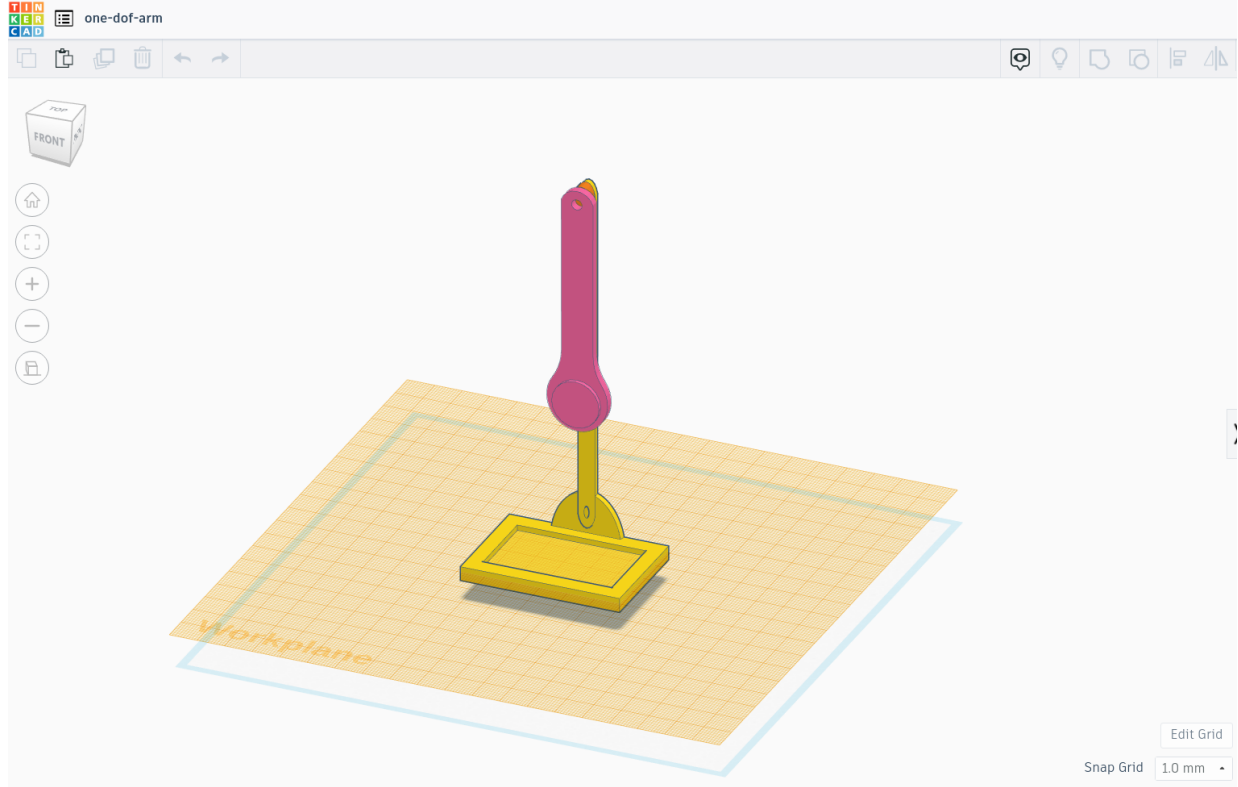 TIN
KER
CAD
one-dof-arm
TOP
FRONT
Workplane
Edit Grid
Snap Grid
1.0 mm